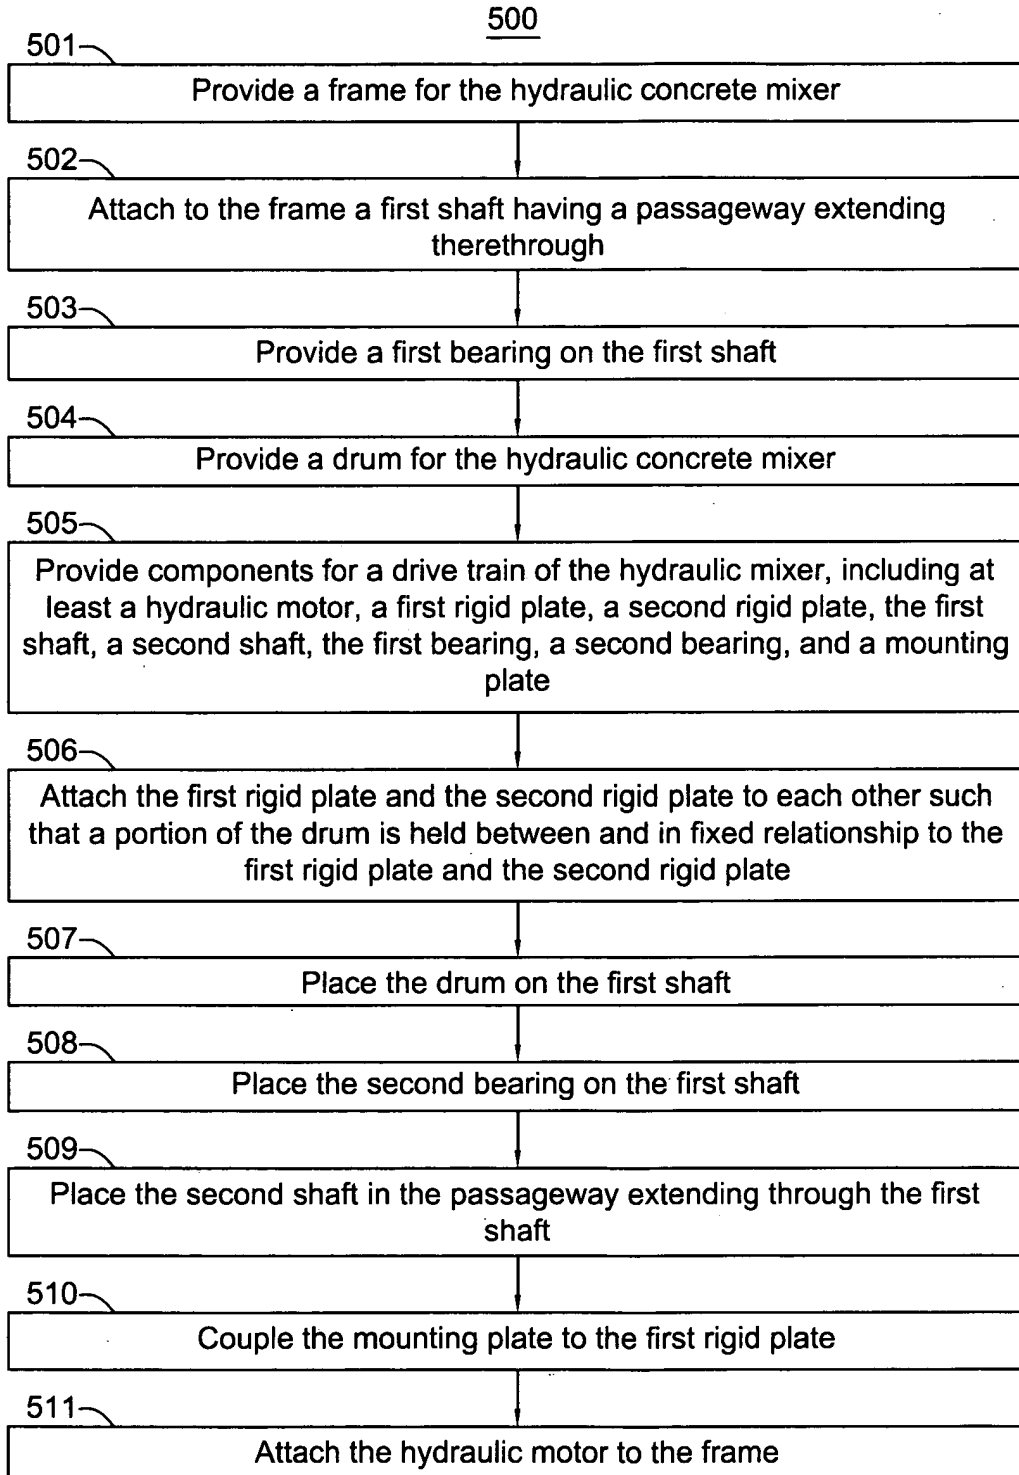 500
501
Provide a frame for the hydraulic concrete mixer
502
Attach to the frame a first shaft having a passageway extending
therethrough
503
Provide a first bearing on the first shaft
504
Provide a drum for the hydraulic concrete mixer
505
Provide components for a drive train of the hydraulic mixer, including at
least a hydraulic motor, a first rigid plate, a second rigid plate, the first
shaft, a second shaft, the first bearing, a second bearing, and a mounting
plate
506
Attach the first rigid plate and the second rigid plate to each other such
that a portion of the drum is held between and in fixed relationship to the
first rigid plate and the second rigid plate
507
Place the drum on the first shaft
508
Place the second bearing on the first shaft
509
Place the second shaft in the passageway extending through the first
shaft
510
Couple the mounting plate to the first rigid plate
511
Attach the hydraulic motor to the frame